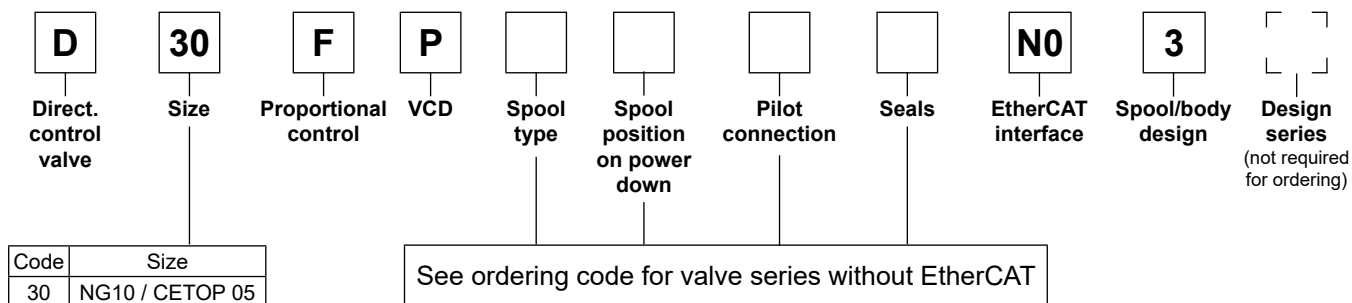 D 30 F P N0 3
Direct. control valve
Size
Proportional control
VCD
Spool type
Spool position on power down
Pilot connection
Seals
EtherCAT interface
Spool/body design
Design series
(not required for ordering)
Code Size
30 NG10 / CETOP 05
See ordering code for valve series without EtherCAT